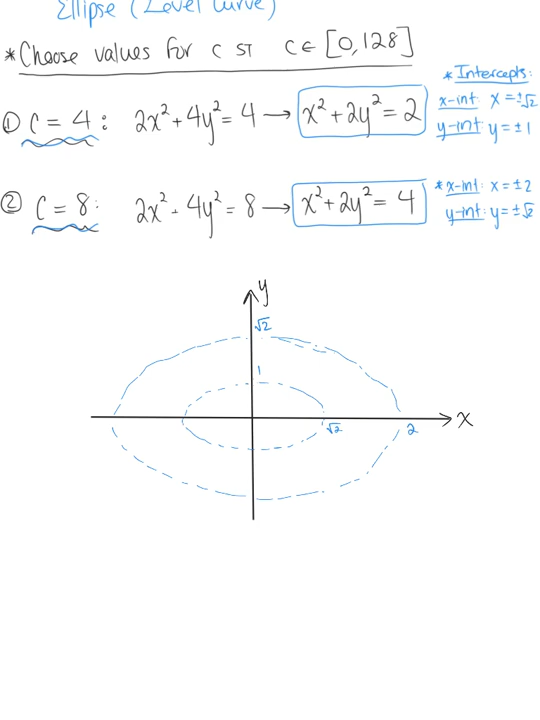 Ellipse (Level Curve)
*Choose values for c st c ∈ [0,128]
* Intercepts:
① C = 4: 2x² + 4y² = 4 → x² + 2y² = 2
x-int: x = ±√2
y-int: y = ±1
② C = 8: 2x² + 4y² = 8 → x² + 2y² = 4
* x-int: x = ±2
y-int: y = ±√2
y
√2
1
√2
2
x